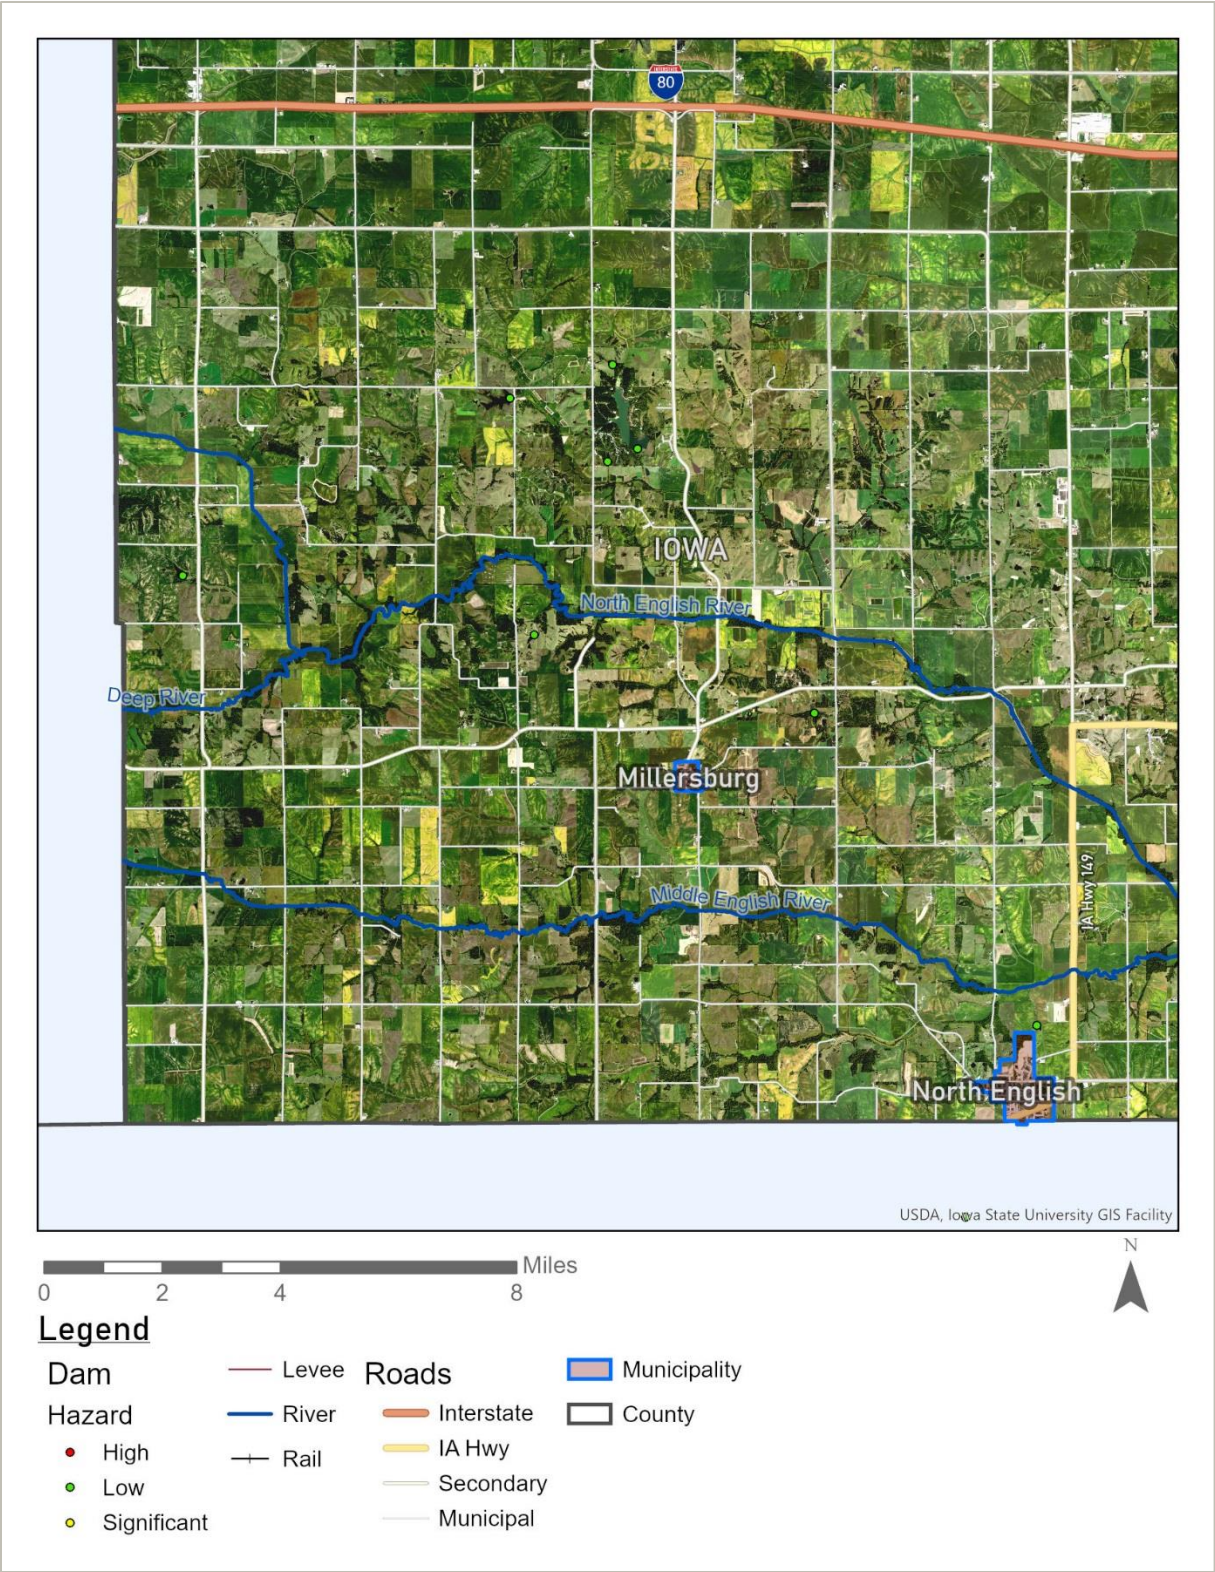 INTERSTATE
80
IOWA
North English River
Deep River
Millersburg
IA Hwy 149
Middle English River
North English
USDA, Iowa State University GIS Facility
0 2 4 8 Miles
N
Legend
Dam
Hazard
High
Low
Significant
Levee
River
Rail
Roads
Interstate
IA Hwy
Secondary
Municipal
Municipality
County